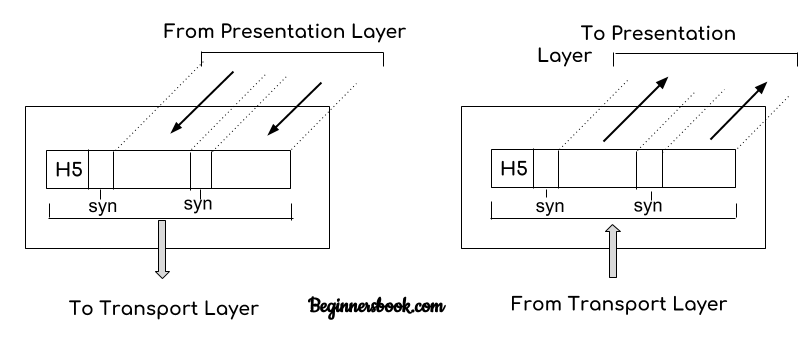 From Presentation Layer
H5
syn
syn
To Transport Layer
Beginnersbook.com
To Presentation
Layer
H5
syn
syn
From Transport Layer